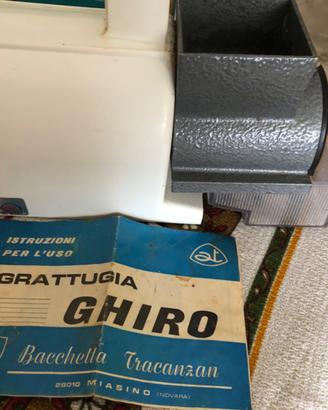 ISTRUZIONI
PER L'USO
GRATTUGIA
GHIRO
Bacchetta Tracanzan
28010 MIASINO (NOVARA)